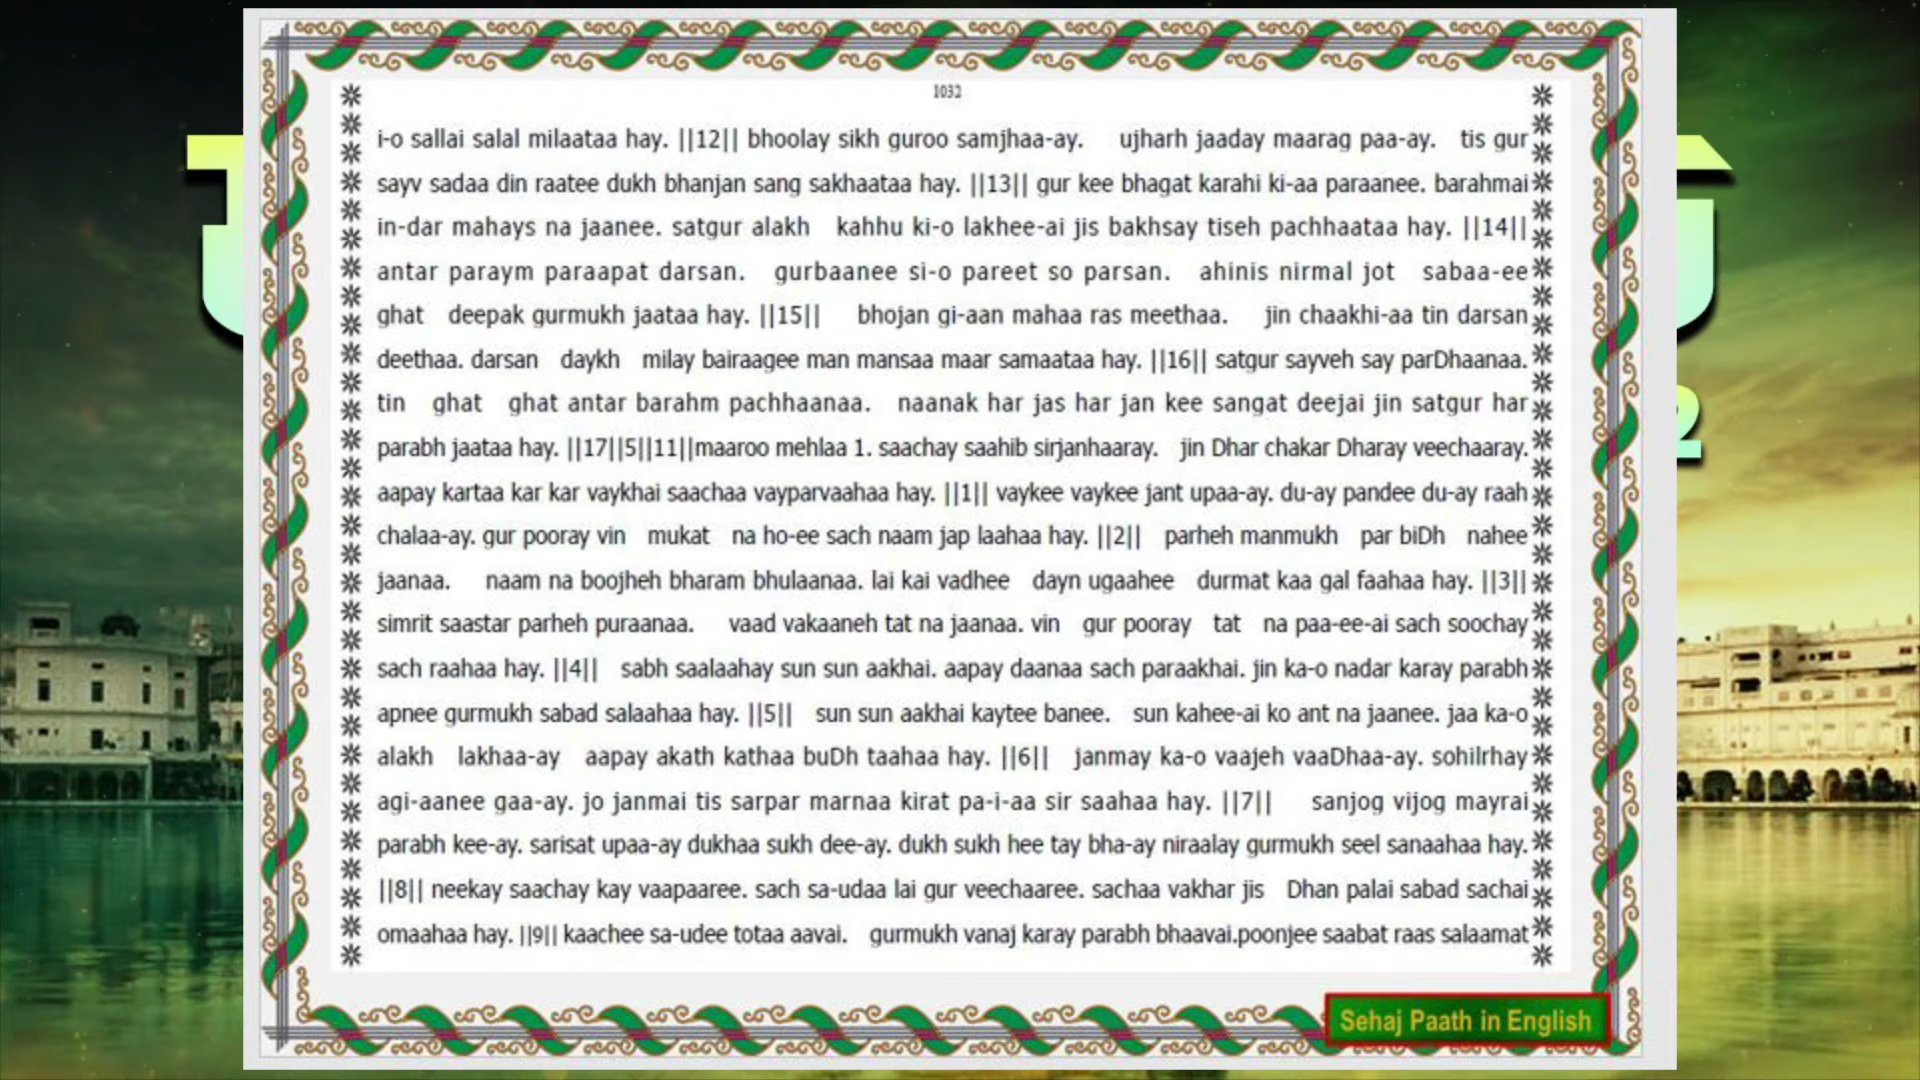 1032
i-o sallai salal milaataa hay. ||12|| bhoolay sikh guroo samjhaa-ay. ujharh jaaday maarag paa-ay. tis gur
sayv sadaa din raatee dukh bhanjan sang sakhaataa hay. ||13|| gur kee bhagat karahi ki-aa paraanee. barahmai
in-dar mahays na jaanee. satgur alakh kahhu ki-o lakhee-ai jis bakhsay tiseh pachhaataa hay. ||14||
antar paraym paraapat darsan. gurbaanee si-o pareet so parsan. ahinis nirmal jot sabaa-ee
ghat deepak gurmukh jaataa hay. ||15|| bhojan gi-aan mahaa ras meethaa. jin chaakhi-aa tin darsan
deethaa. darsan daykh milay bairaagee man mansaa maar samaataa hay. ||16|| satgur sayveh say parDhaanaa.
tin ghat ghat antar barahm pachhaanaa. naanak har jas har jan kee sangat deejai jin satgur har
parabh jaataa hay. ||17||5||11||maaroo mehlaa 1. saachay saahib sirjanhaaray. jin Dhar chakar Dharay veechaaray.
aapay kartaa kar kar vaykhai saachaa vayparvaahaa hay. ||1|| vaykee vaykee jant upaa-ay. du-ay pandee du-ay raah
chalaa-ay. gur pooray vin mukat na ho-ee sach naam jap laahaa hay. ||2|| parheh manmukh par biDh nahee
jaanaa. naam na boojheh bharam bhulaanaa. lai kai vadhee dayn ugaahee durmat kaa gal faahaa hay. ||3||
simrit saastar parheh puraanaa. vaad vakaaneh tat na jaanaa. vin gur pooray tat na paa-ee-ai sach soochay
sach raahaa hay. ||4|| sabh saalaahay sun sun aakhai. aapay daanaa sach paraakhai. jin ka-o nadar karay parabh
apnee gurmukh sabad salaahaa hay. ||5|| sun sun aakhai kaytee banee. sun kahee-ai ko ant na jaanee. jaa ka-o
alakh lakhaa-ay aapay akath kathaa buDh taahaa hay. ||6|| janmay ka-o vaajeh vaaDhaa-ay. sohilrhay
agi-aanee gaa-ay. jo janmai tis sarpar marnaa kirat pa-i-aa sir saahaa hay. ||7|| sanjog vijog mayrai
parabh kee-ay. sarisat upaa-ay dukhaa sukh dee-ay. dukh sukh hee tay bha-ay niraalay gurmukh seel sanaahaa hay.
||8|| neekay saachay kay vaapaaree. sach sa-udaa lai gur veechaaree. sachaa vakhar jis Dhan palai sabad sachai
omaahaa hay. ||9|| kaachee sa-udee totaa aavai. gurmukh vanaj karay parabh bhaavai.poonjee saabat raas salaamat
Sehaj Paath in English